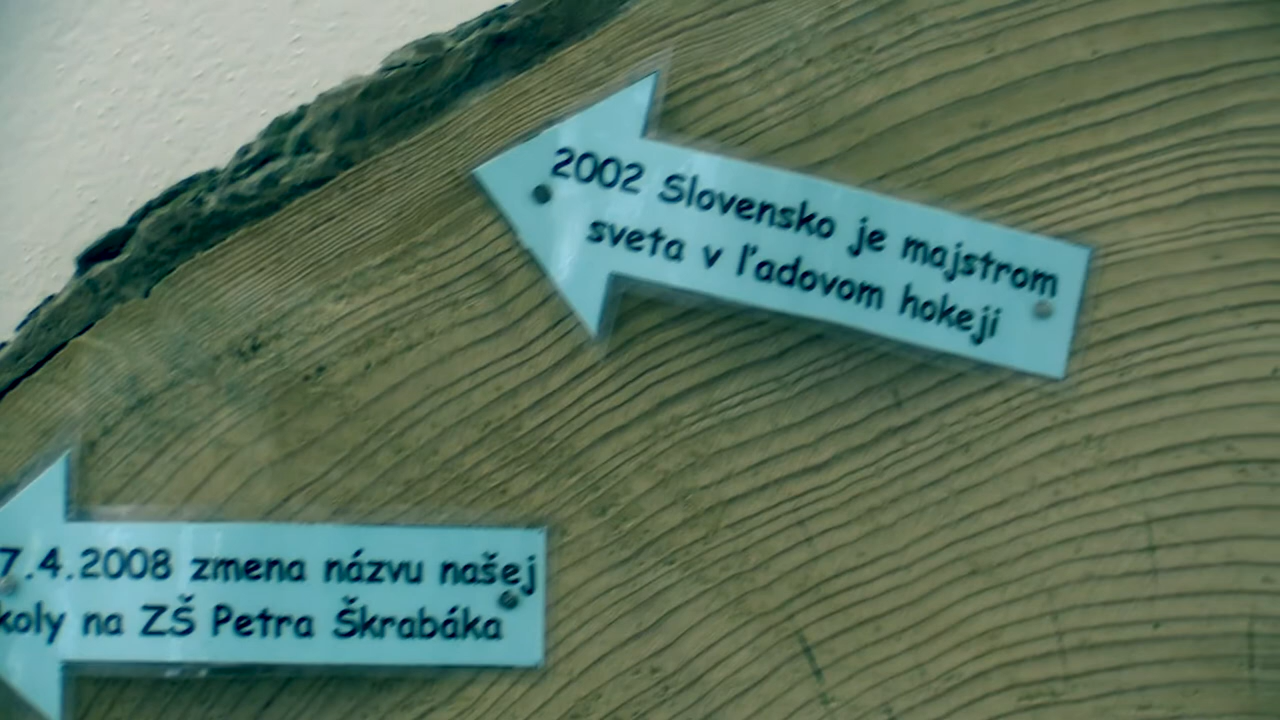 2002 Slovensko je majstrom
sveta v ľadovom hokeji
7.4.2008 zmena názvu našej
koly na ZŠ Petra Škrabáka